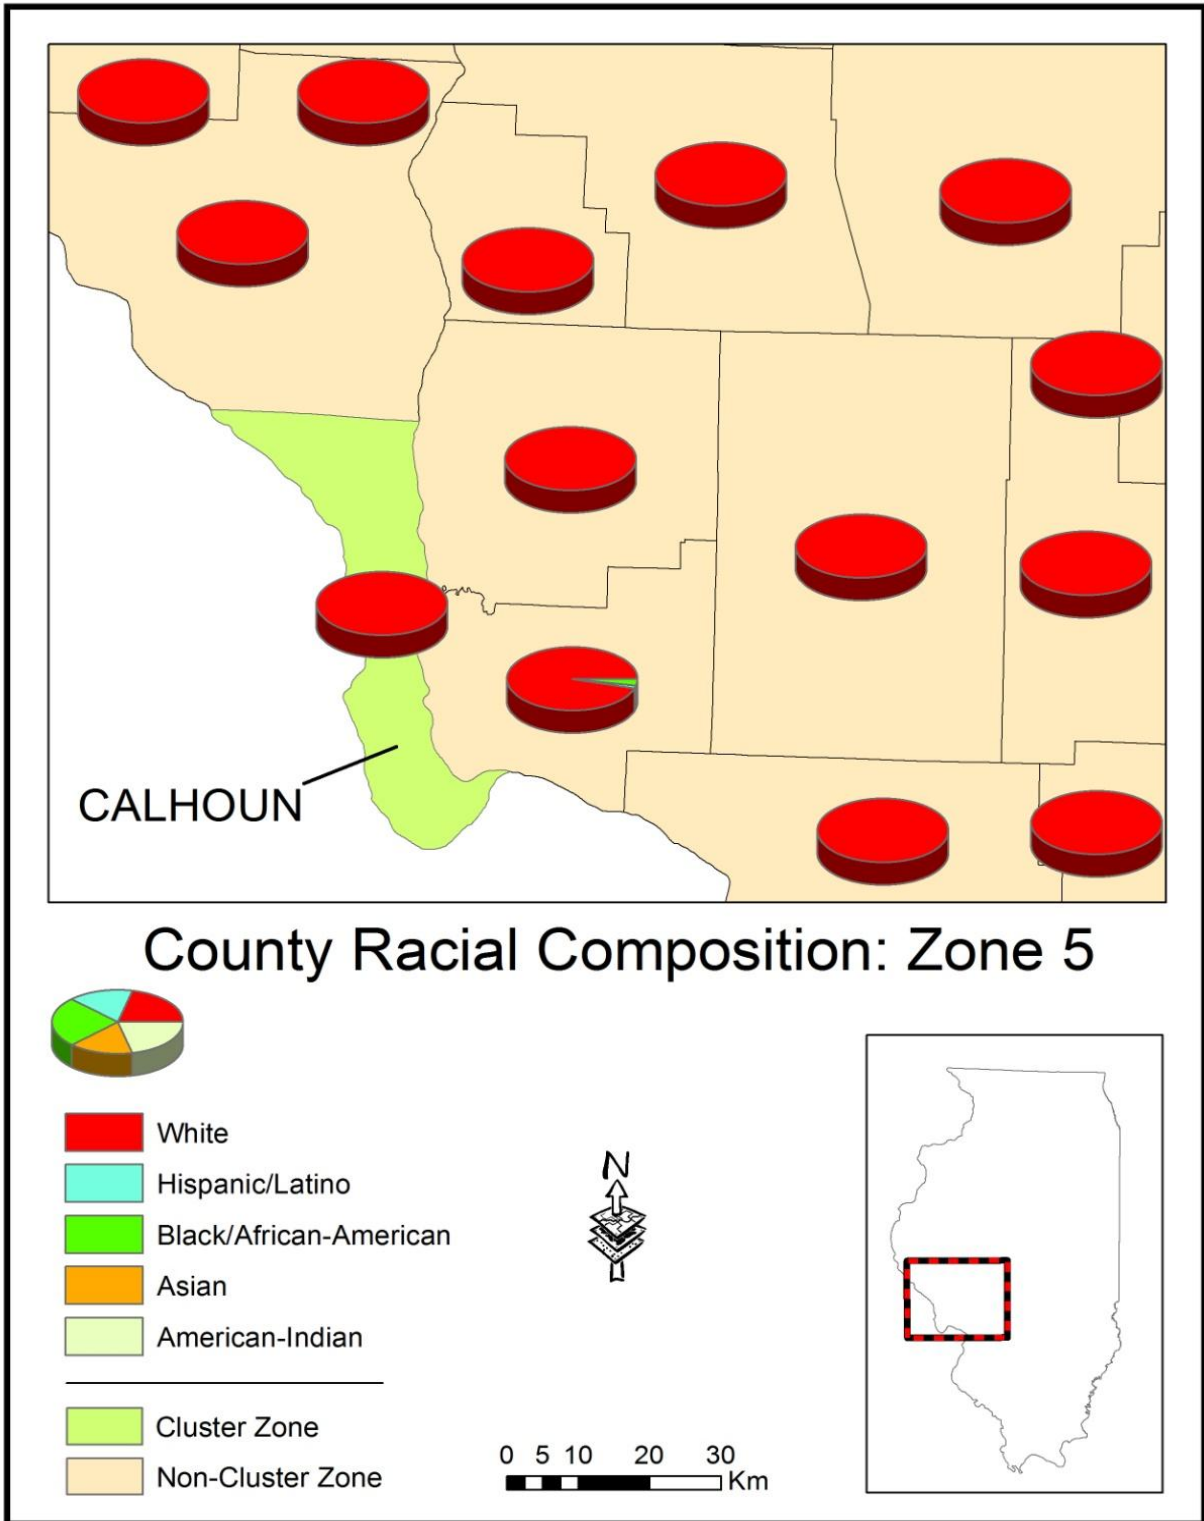 CALHOUN
County Racial Composition: Zone 5
White
Hispanic/Latino
Black/African-American
Asian
American-Indian
Cluster Zone
Non-Cluster Zone
N
0 5 10 20 30
Km